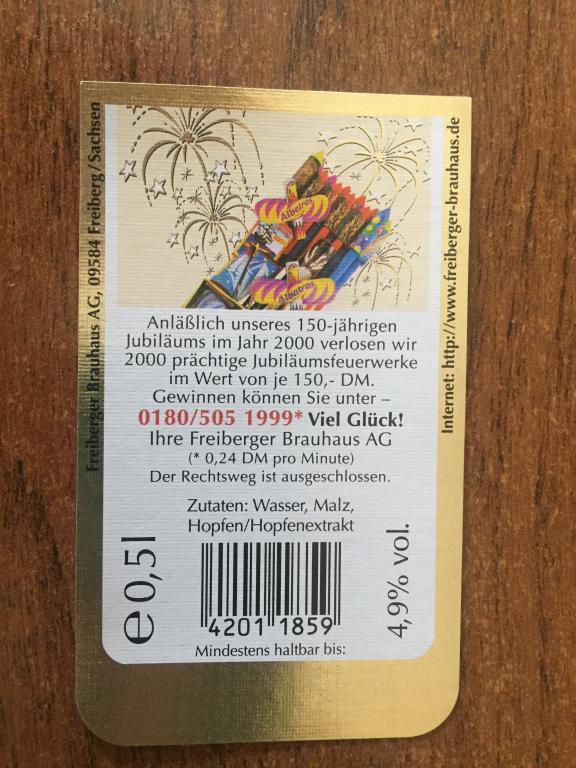 Freiberger Brauhaus AG, 09584 Freiberg/Sachsen
Internet: http://www.freiberger-brauhaus.de
Albatros
Albatros
Anläßlich unseres 150-jährigen
Jubiläums im Jahr 2000 verlosen wir
2000 prächtige Jubiläumsfeuerwerke
im Wert von je 150,- DM.
Gewinnen können Sie unter –
0180/505 1999* Viel Glück!
Ihre Freiberger Brauhaus AG
(* 0,24 DM pro Minute)
Der Rechtsweg ist ausgeschlossen.
Zutaten: Wasser, Malz,
Hopfen/Hopfenextrakt
e 0,5l
4,9% vol.
4201 1859
Mindestens haltbar bis: